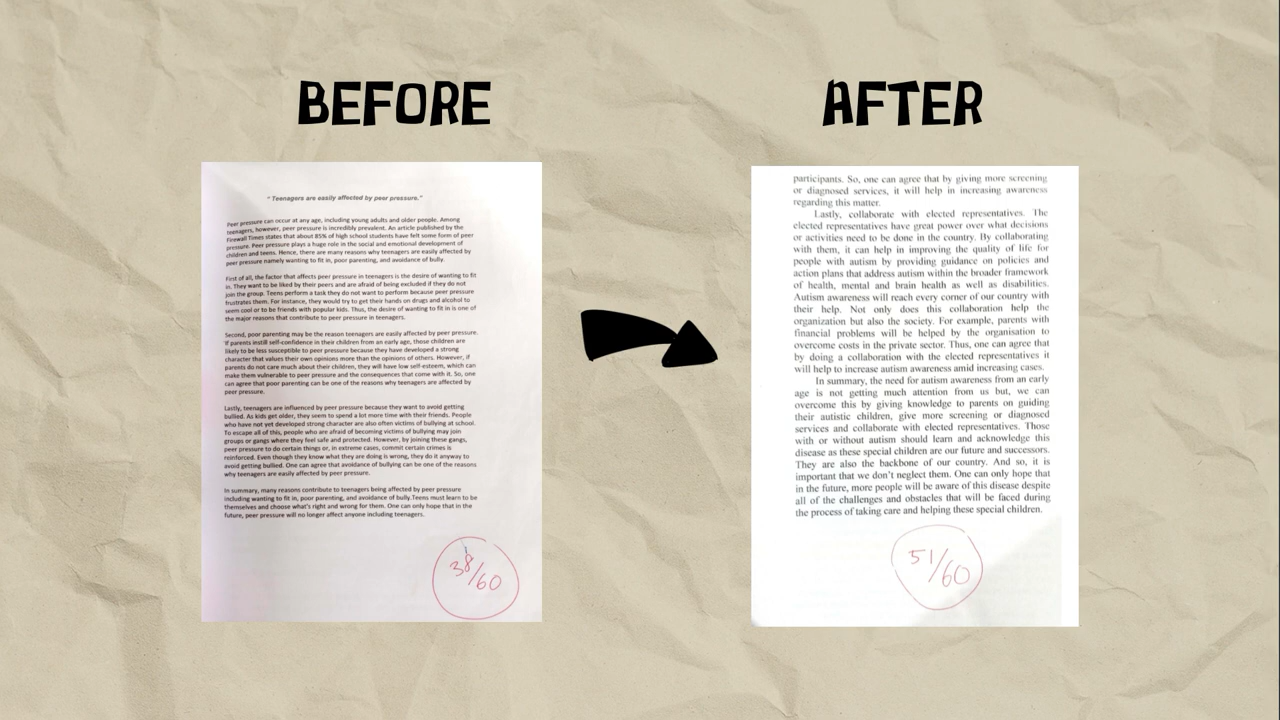 BEFORE
AFTER
" Teenagers are easily affected by peer pressure."
Peer pressure can occur at any age, including young adults and older people. Among
teenagers, however, peer pressure is incredibly prevalent. An article published by the
Firewall Times states that about 85% of high school students have felt some form of peer
pressure. Peer pressure plays a huge role in the social and emotional development of
children and teens. Hence, there are many reasons why teenagers are easily affected by
peer pressure namely wanting to fit in, poor parenting, and avoidance of bully.
First of all, the factor that affects peer pressure in teenagers is the desire of wanting to fit
in. They want to be liked by their peers and are afraid of being excluded if they do not
join the group. Teens perform a task they do not want to perform because peer pressure
frustrates them. For instance, they would try to get their hands on drugs and alcohol to
seem cool or to be friends with popular kids. Thus, the desire of wanting to fit in is one of
the major reasons that contribute to peer pressure in teenagers.
Second, poor parenting may be the reason teenagers are easily affected by peer pressure.
If parents instill self-confidence in their children from an early age, those children are
likely to be less susceptible to peer pressure because they have developed a strong
character that values their own opinions more than the opinions of others. However, if
parents do not care much about their children, they will have low self-esteem, which can
make them vulnerable to peer pressure and the consequences that come with it. So, one
can agree that poor parenting can be one of the reasons why teenagers are affected by
peer pressure.
Lastly, teenagers are influenced by peer pressure because they want to avoid getting
bullied. As kids get older, they seem to spend a lot more time with their friends. People
who have not yet developed strong character are also often victims of bullying at school.
To escape all of this, people who are afraid of becoming victims of bullying may join
groups or gangs where they feel safe and protected. However, by joining these gangs,
peer pressure to do certain things or, in extreme cases, commit certain crimes is
reinforced. Even though they know what they are doing is wrong, they do it anyway to
avoid getting bullied. One can agree that avoidance of bullying can be one of the reasons
why teenagers are easily affected by peer pressure.
In summary, many reasons contribute to teenagers being affected by peer pressure
including wanting to fit in, poor parenting, and avoidance of bully.Teens must learn to be
themselves and choose what's right and wrong for them. One can only hope that in the
future, peer pressure will no longer affect anyone including teenagers.
38/60
participants. So, one can agree that by giving more screening
or diagnosed services, it will help in increasing awareness
regarding this matter.
Lastly, collaborate with elected representatives. The
elected representatives have great power over what decisions
or activities need to be done in the country. By collaborating
with them, it can help in improving the quality of life for
people with autism by providing guidance on policies and
action plans that address autism within the broader framework
of health, mental and brain health as well as disabilities.
Autism awareness will reach every corner of our country with
their help. Not only does this collaboration help the
organization but also the society. For example, parents with
financial problems will be helped by the organisation to
overcome costs in the private sector. Thus, one can agree that
by doing a collaboration with the elected representatives it
will help to increase autism awareness amid increasing cases.
In summary, the need for autism awareness from an early
age is not getting much attention from us but, we can
overcome this by giving knowledge to parents on guiding
their autistic children, give more screening or diagnosed
services and collaborate with elected representatives. Those
with or without autism should learn and acknowledge this
disease as these special children are our future and successors.
They are also the backbone of our country. And so, it is
important that we don't neglect them. One can only hope that
in the future, more people will be aware of this disease despite
all of the challenges and obstacles that will be faced during
the process of taking care and helping these special children.
51/60